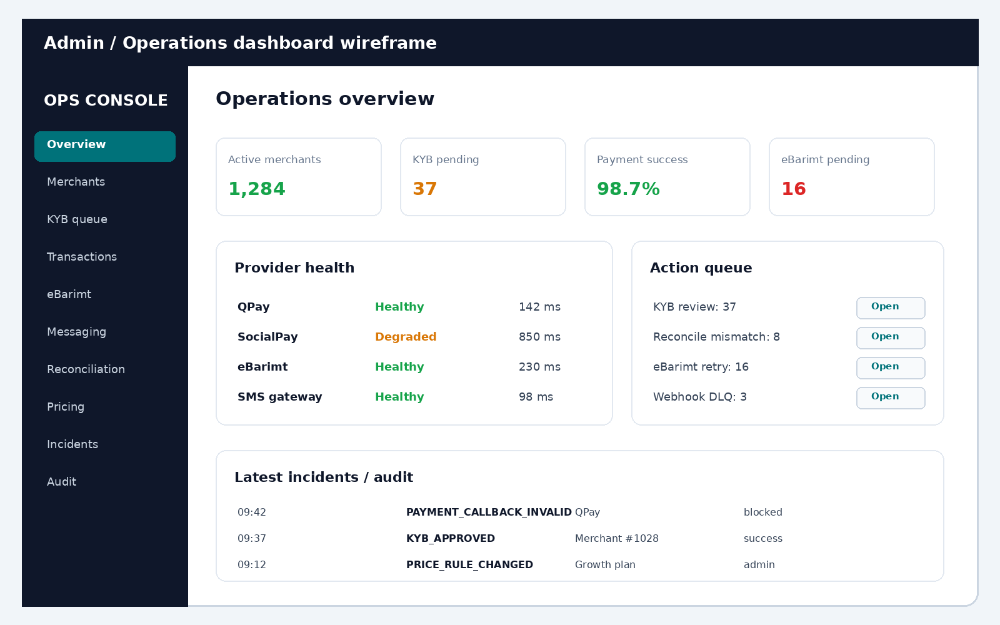 Admin / Operations dashboard wireframe
OPS CONSOLE
Overview
Merchants
KYB queue
Transactions
eBarimt
Messaging
Reconciliation
Pricing
Incidents
Audit
Operations overview
Active merchants
1,284
KYB pending
37
Payment success
98.7%
eBarimt pending
16
Provider health
QPay Healthy 142 ms
SocialPay Degraded 850 ms
eBarimt Healthy 230 ms
SMS gateway Healthy 98 ms
Action queue
KYB review: 37 Open
Reconcile mismatch: 8 Open
eBarimt retry: 16 Open
Webhook DLQ: 3 Open
Latest incidents / audit
09:42 PAYMENT_CALLBACK_INVALID QPay blocked
09:37 KYB_APPROVED Merchant #1028 success
09:12 PRICE_RULE_CHANGED Growth plan admin